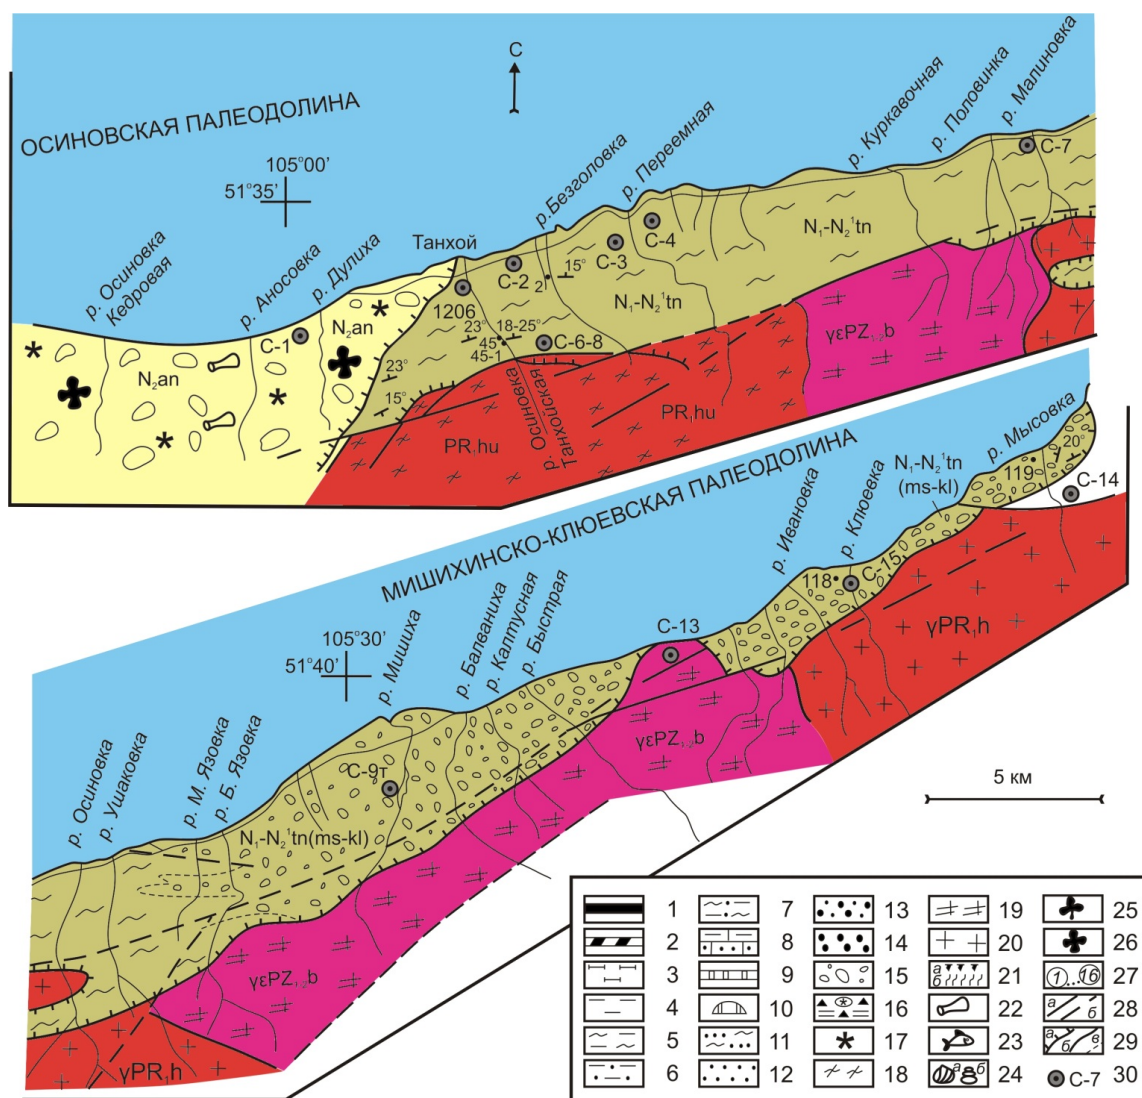 С
ОСИНОВСКАЯ ПАЛЕОДОЛИНА
105°00'
51°35'
р. Осиновка
Кедровая
р. Аносовка
р. Дулиха
Танхой
р. Безголовка
р. Переемная
р. Куркавочная
р. Половинка
р. Малиновка
С-7
С-4
С-3
С-2
2
15°
1206
23°
18-25°
45
45-1
С-6-8
С-1
N₂an
N₂an
N₁-N₂¹tn
N₁-N₂¹tn
23°
15°
γεPZ₁₋₂b
PR₁hu
PR₁hu
р. Осиновка
Танхойская
МИШИХИНСКО-КЛЮЕВСКАЯ ПАЛЕОДОЛИНА
105°30'
51°40'
р. Осиновка
р. Ушаковка
р. М. Язовка
р. Б. Язовка
р. Мишиха
р. Балваниха
р. Каптусная
р. Быстрая
С-13
р. Ивановка
р. Клюевка
118
С-15
N₁-N₂¹tn
(ms-kl)
р. Мысовка
119
20°
С-14
γPR₁h
γεPZ₁₋₂b
С-9т
N₁-N₂¹tn(ms-kl)
γεPZ₁₋₂b
γPR₁h
5 км
1
2
3
4
5
6
7
8
9
10
11
12
13
14
15
16
17
18
19
20
а
б
21
22
23
а
б
24
25
26
1
16
27
а
б
28
а
б
в
29
С-7
30